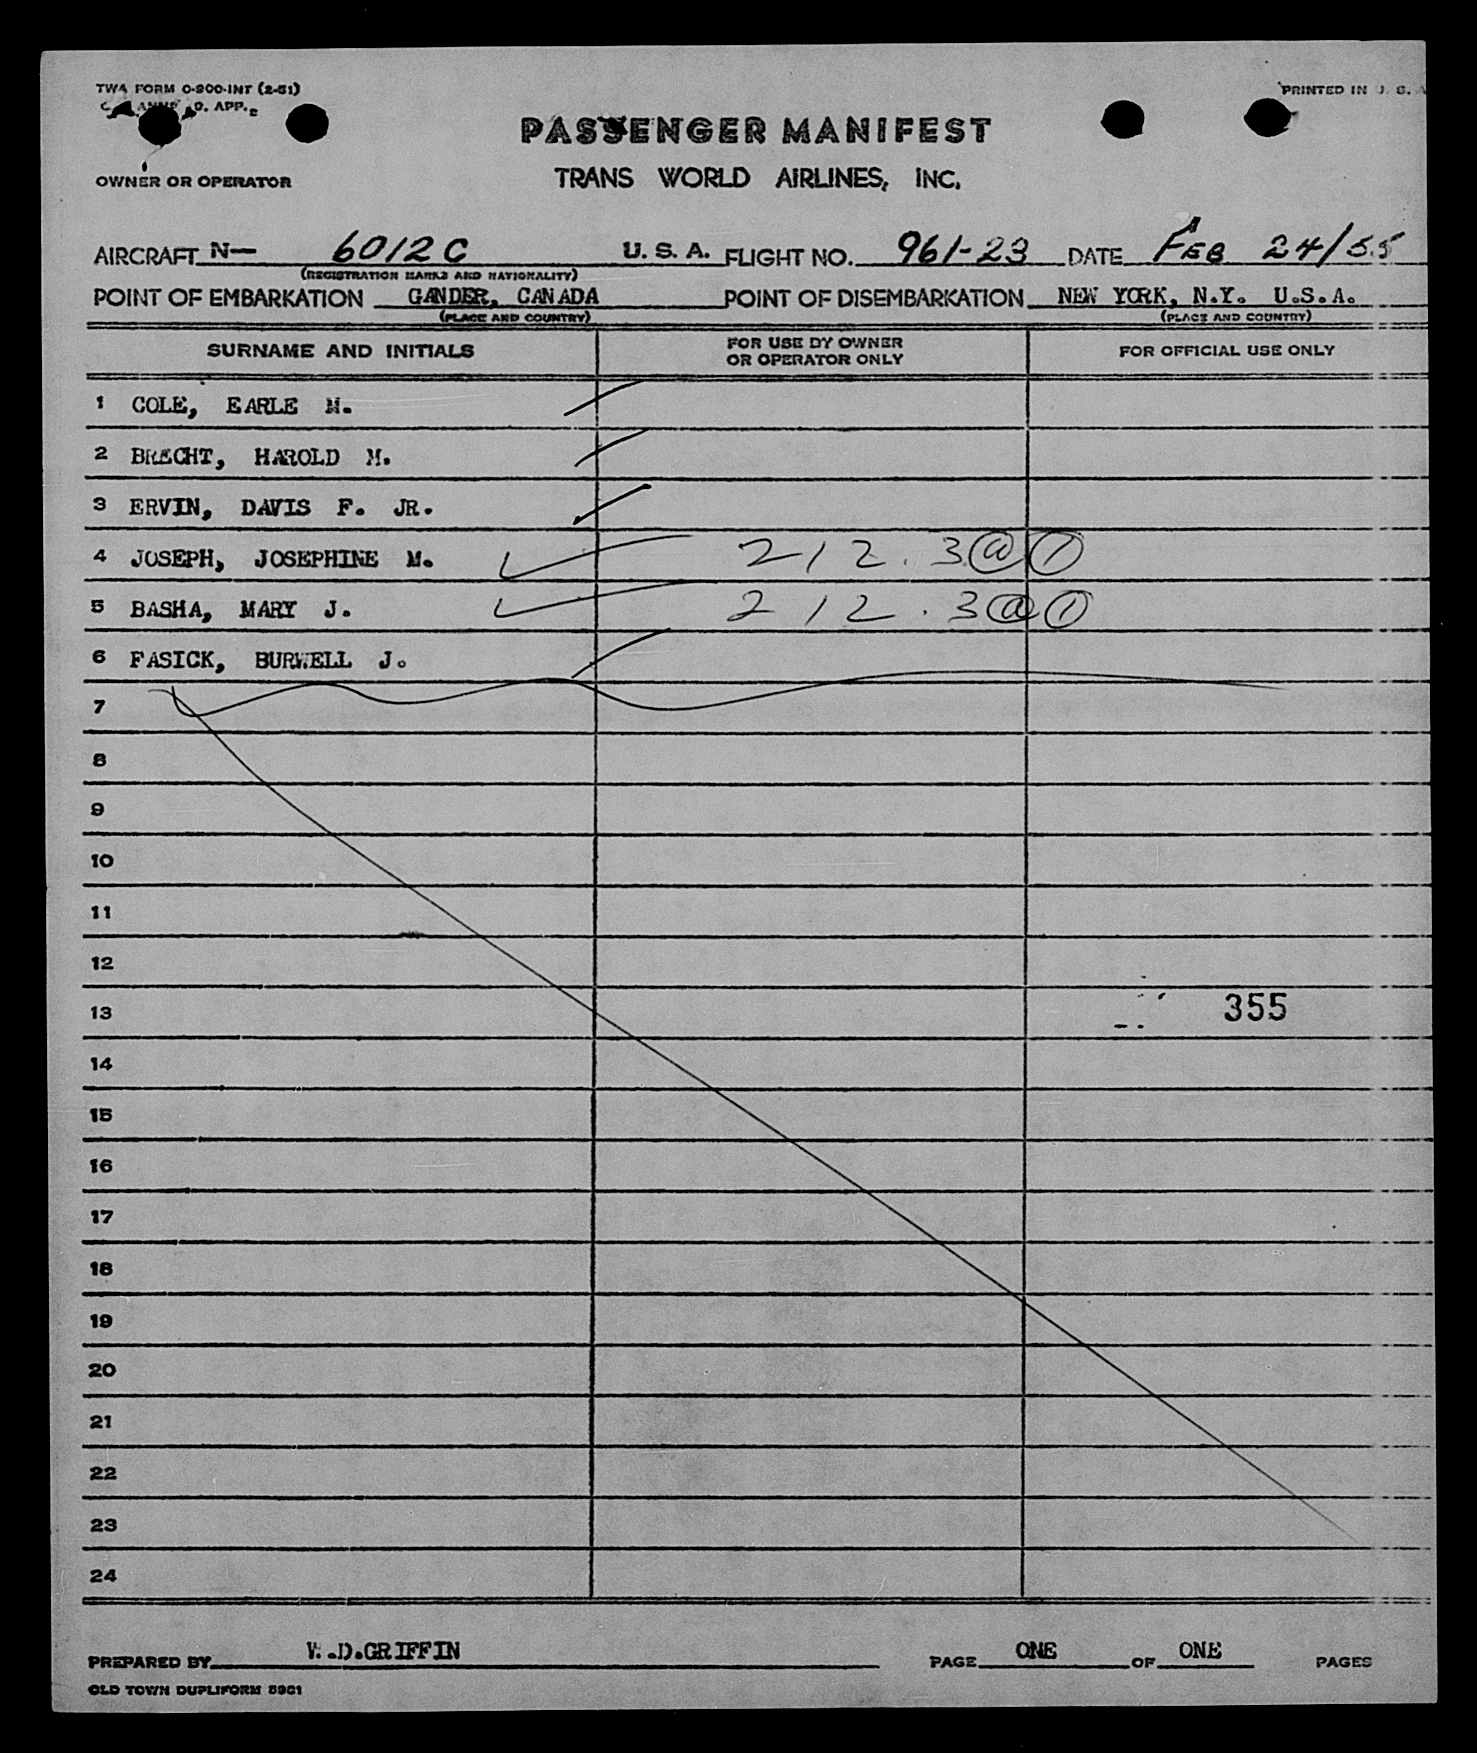 TWA FORM O-900-INT (2-51)
O. APP.
PRINTED IN U. S. A
PASSENGER MANIFEST
TRANS WORLD AIRLINES, INC.
OWNER OR OPERATOR
AIRCRAFT N— 6012C U. S. A. FLIGHT NO. 961-23 DATE FEB 24/55
(REGISTRATION MARKS AND NATIONALITY)
POINT OF EMBARKATION GANDER, CANADA POINT OF DISEMBARKATION NEW YORK, N.Y. U.S.A.
(PLACE AND COUNTRY) (PLACE AND COUNTRY)
SURNAME AND INITIALS FOR USE BY OWNER OR OPERATOR ONLY FOR OFFICIAL USE ONLY
1 COLE, EARLE M.
2 BRECHT, HAROLD M.
3 ERVIN, DAVIS F. JR.
4 JOSEPH, JOSEPHINE M. 212.3 (a) (1)
5 BASHA, MARY J. 212.3 (a) (1)
6 FASICK, BURWELL J.
7
8
9
10
11
12
13 355
14
15
16
17
18
19
20
21
22
23
24
PREPARED BY W.D.GRIFFIN PAGE ONE OF ONE PAGES
OLD TOWN DUPLIFORM 5901